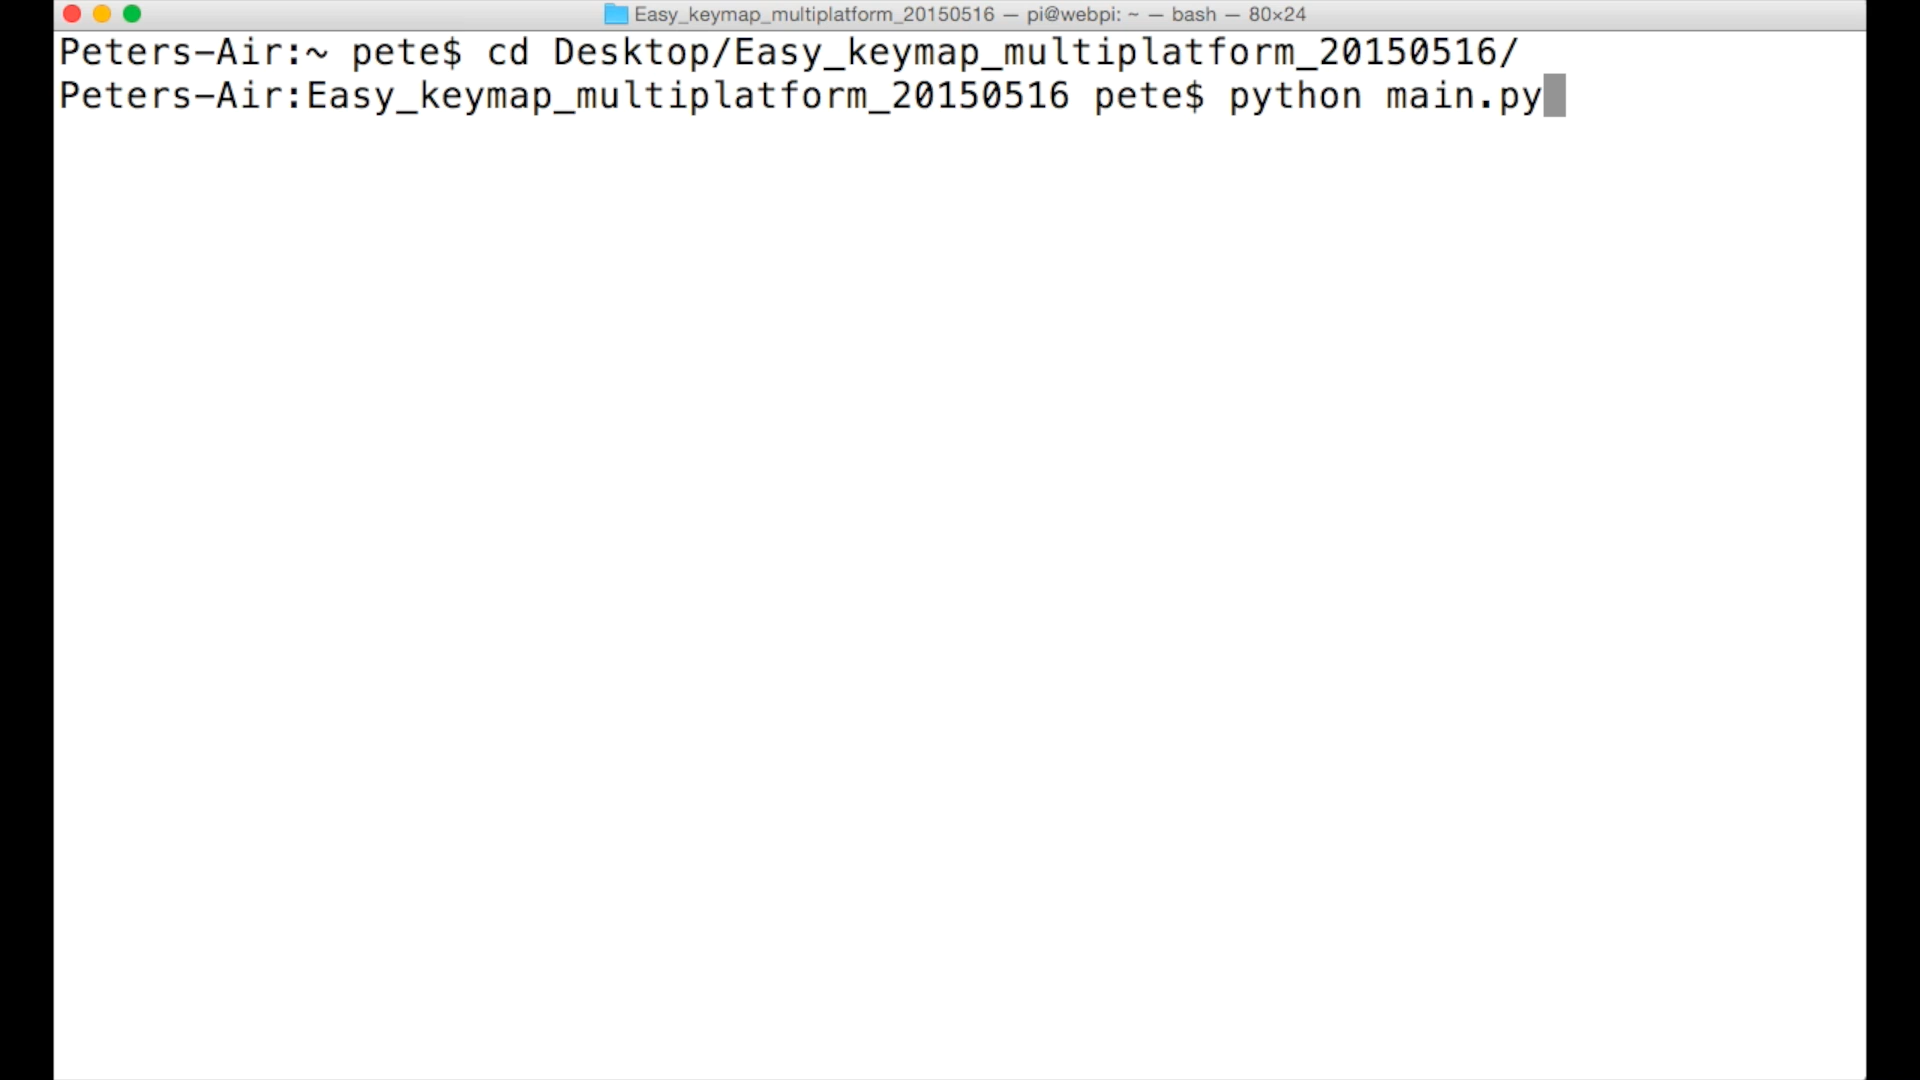 Easy_keymap_multiplatform_20150516 — pi@webpi: ~ — bash — 80×24
Peters-Air:~ pete$ cd Desktop/Easy_keymap_multiplatform_20150516/
Peters-Air:Easy_keymap_multiplatform_20150516 pete$ python main.py